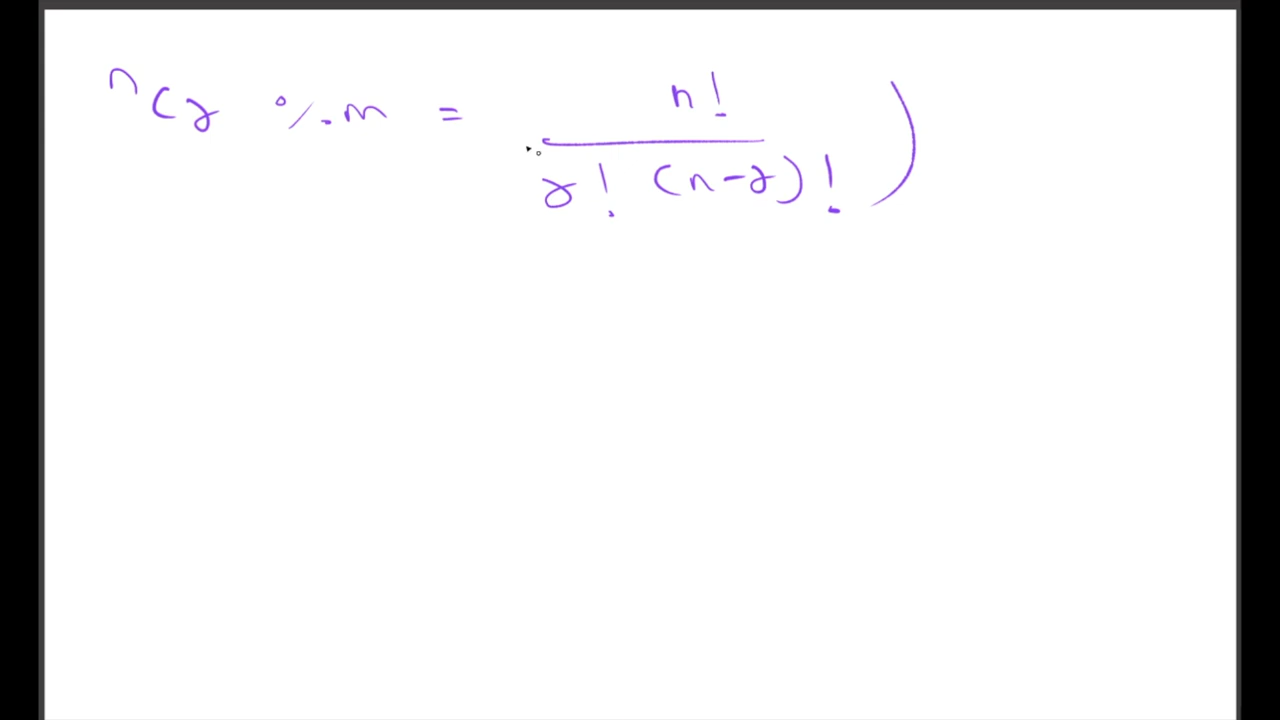 ⁿCr % m = n! / r! (n-r)! )